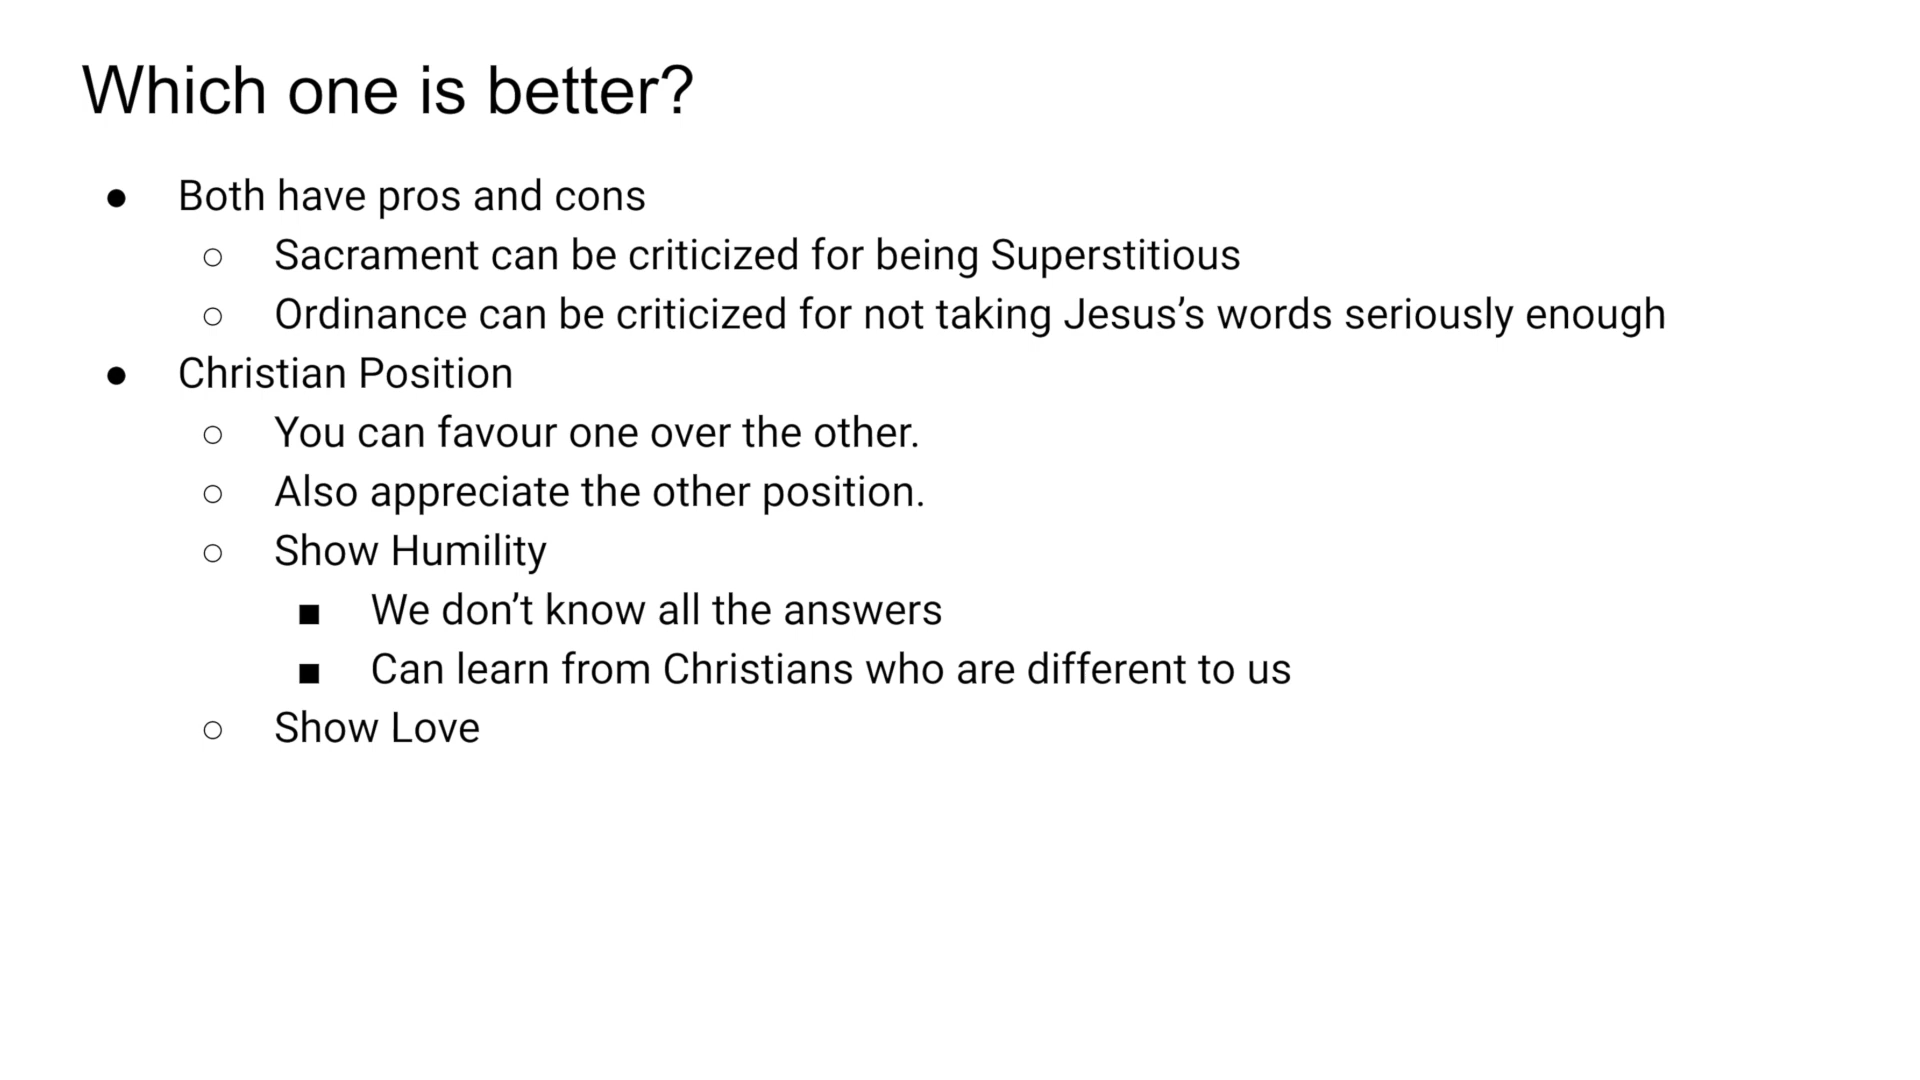 Which one is better?
● Both have pros and cons
○ Sacrament can be criticized for being Superstitious
○ Ordinance can be criticized for not taking Jesus’s words seriously enough
● Christian Position
○ You can favour one over the other.
○ Also appreciate the other position.
○ Show Humility
■ We don’t know all the answers
■ Can learn from Christians who are different to us
○ Show Love